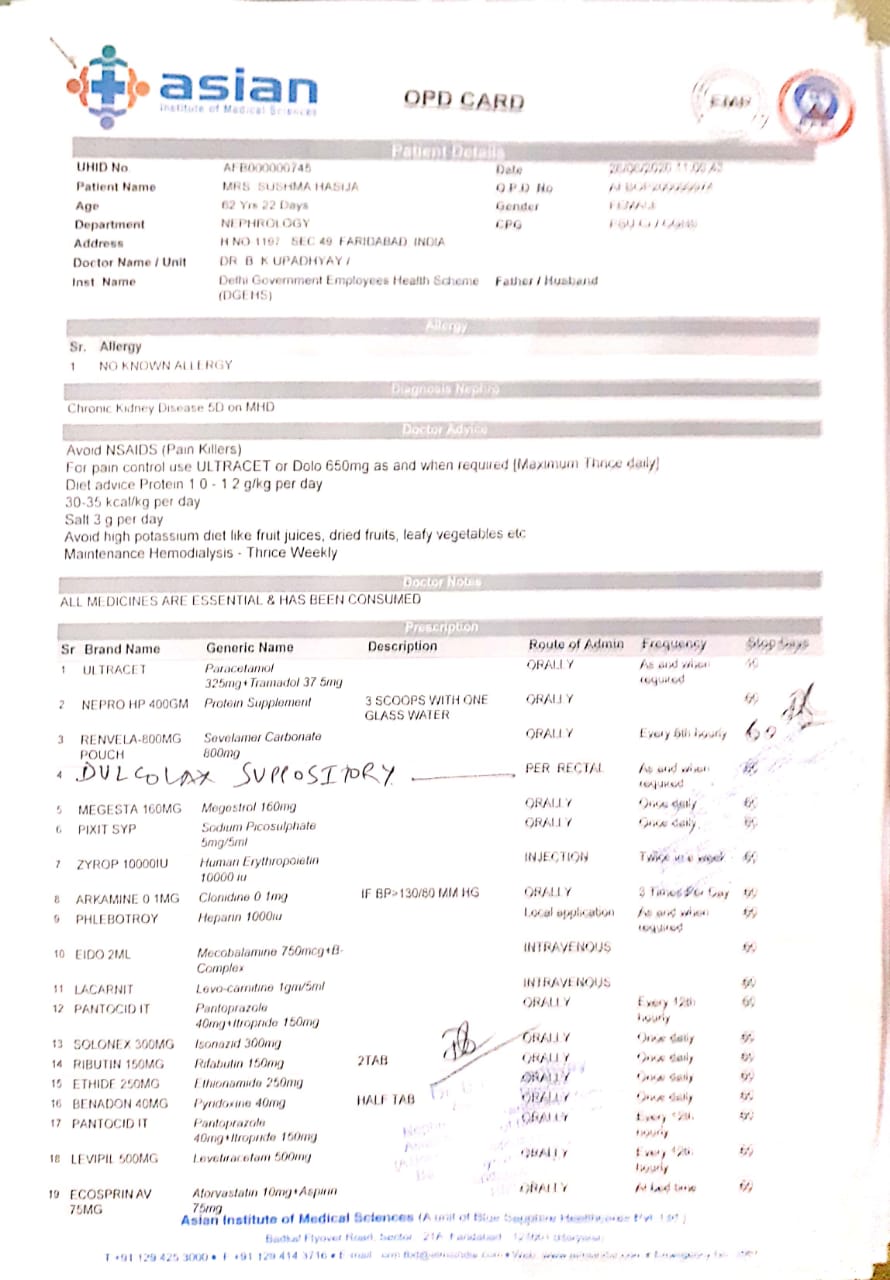 asian
Institute of Medical Sciences
OPD CARD
Patient Details
UHID No AFB000000745 Date
Patient Name MRS SUSHMA HASIJA O.P.D No
Age 62 Yrs 22 Days Gender FEMALE
Department NEPHROLOGY CPG
Address H NO 1197 SEC 49 FARIDABAD INDIA
Doctor Name / Unit DR B K UPADHYAY /
Inst Name Delhi Government Employees Health Scheme Father / Husband
(DGEHS)
Allergy
Sr. Allergy
1 NO KNOWN ALLERGY
Diagnosis Nephro
Chronic Kidney Disease 5D on MHD
Doctor Advice
Avoid NSAIDS (Pain Killers)
For pain control use ULTRACET or Dolo 650mg as and when required [Maximum Thrice daily]
Diet advice Protein 1 0 - 1 2 g/kg per day
30-35 kcal/kg per day
Salt 3 g per day
Avoid high potassium diet like fruit juices, dried fruits, leafy vegetables etc
Maintenance Hemodialysis - Thrice Weekly
Doctor Notes
ALL MEDICINES ARE ESSENTIAL & HAS BEEN CONSUMED
Prescription
Sr Brand Name Generic Name Description Route of Admin Frequency Stop Days
1 ULTRACET Paracetamol ORALLY As and when
325mg+Tramadol 37 5mg required
2 NEPRO HP 400GM Protein Supplement 3 SCOOPS WITH ONE ORALLY 60
GLASS WATER
3 RENVELA-800MG Sevelamer Carbonate ORALLY Every 6th hourly 60
POUCH 800mg
4 DULCOLAX SUPPOSITORY PER RECTAL As and when 60
required
5 MEGESTA 160MG Megestrol 160mg ORALLY Once daily 60
6 PIXIT SYP Sodium Picosulphate ORALLY Once daily 60
5mg/5ml
7 ZYROP 10000IU Human Erythropoietin INJECTION Twice in a week 60
10000 iu
8 ARKAMINE 0 1MG Clonidine 0 1mg IF BP>130/80 MM HG ORALLY 3 Times Per Day 60
9 PHLEBOTROY Heparin 1000iu Local application As and when 60
required
10 EIDO 2ML Mecobalamine 750mcg+B- INTRAVENOUS 60
Complex
11 LACARNIT Levo-carnitine 1gm/5ml INTRAVENOUS 60
12 PANTOCID IT Pantoprazole ORALLY Every 12th 60
40mg+Itopride 150mg hourly
13 SOLONEX 300MG Isoniazid 300mg ORALLY Once daily 60
14 RIBUTIN 150MG Rifabutin 150mg 2TAB ORALLY Once daily 60
15 ETHIDE 250MG Ethionamide 250mg ORALLY Once daily 60
16 BENADON 40MG Pyridoxine 40mg HALF TAB ORALLY Once daily 60
17 PANTOCID IT Pantoprazole ORALLY Every 12th 60
40mg+Itopride 150mg hourly
18 LEVIPIL 500MG Levetiracetam 500mg ORALLY Every 12th 60
hourly
19 ECOSPRIN AV Atorvastatin 10mg+Aspirin ORALLY At bed time 60
75MG 75mg
Asian Institute of Medical Sciences (A unit of Blue Sapphire Healthcares Pvt. Ltd.)
Badkal Flyover Road, Sector - 21A, Faridabad - 121001 (Haryana)
T +91 129 425 3000 • F +91 129 414 3716 •